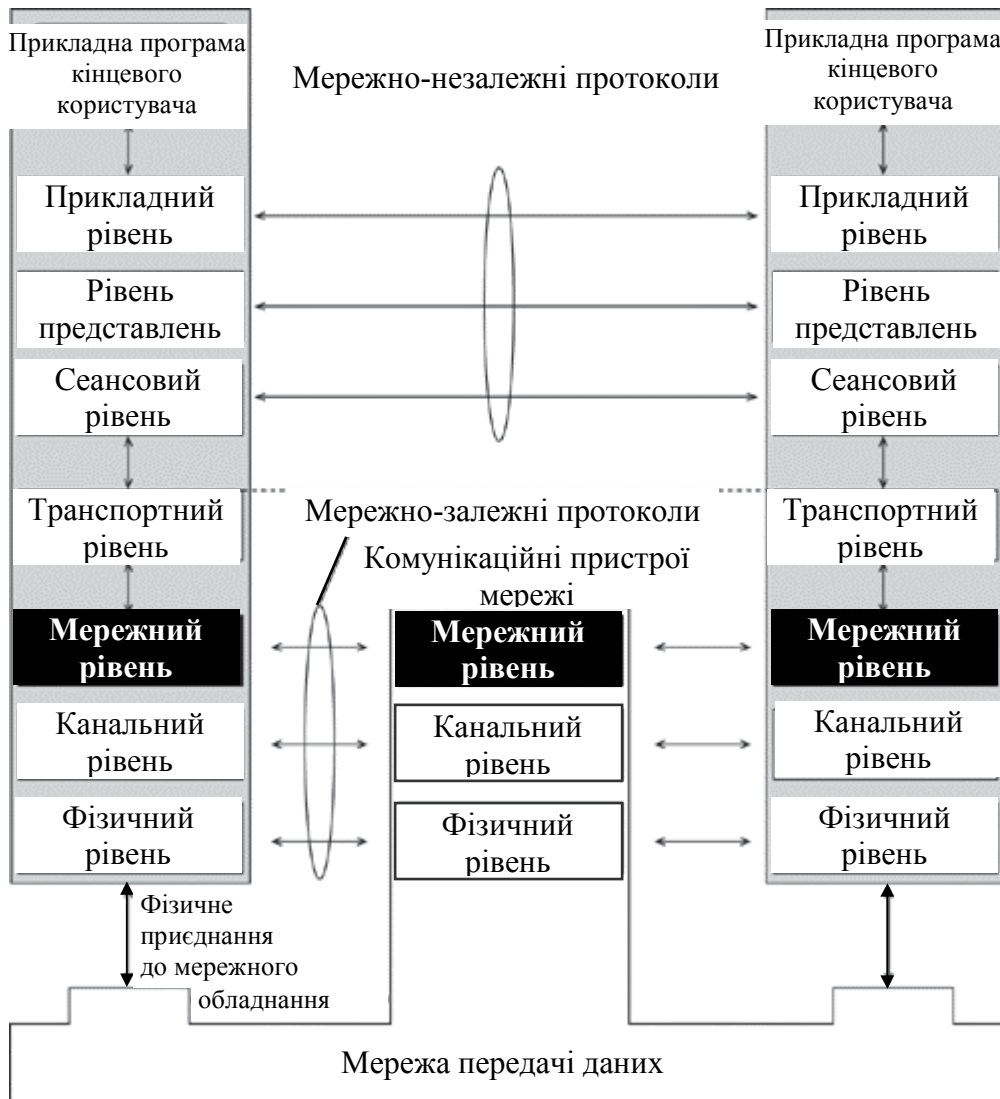 Прикладна програма
кінцевого
користувача
Мережно-незалежні протоколи
Прикладна програма
кінцевого
користувача
Прикладний
рівень
Прикладний
рівень
Рівень
представлень
Рівень
представлень
Сеансовий
рівень
Сеансовий
рівень
Транспортний
рівень
Мережно-залежні протоколи
Комунікаційні пристрої
мережі
Транспортний
рівень
Мережний
рівень
Мережний
рівень
Мережний
рівень
Канальний
рівень
Канальний
рівень
Канальний
рівень
Фізичний
рівень
Фізичний
рівень
Фізичний
рівень
Фізичне
приєднання
до мережного
обладнання
Мережа передачі даних